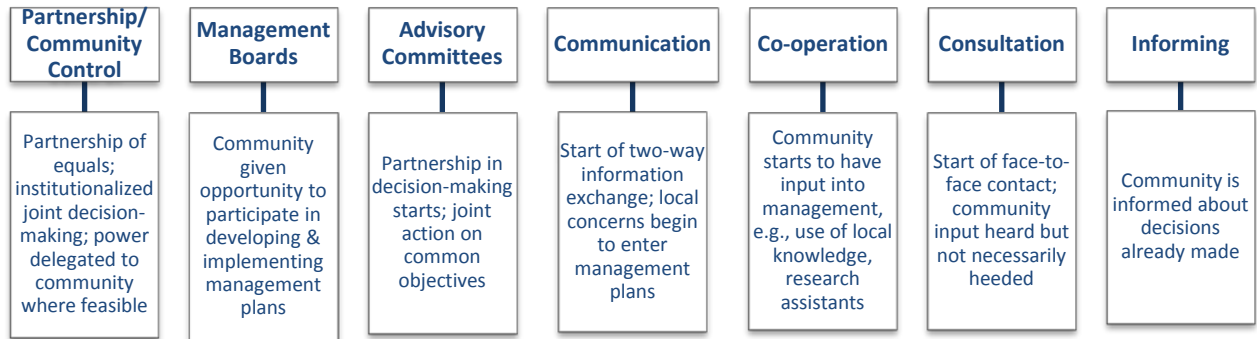 Partnership/
Community
Control
Management
Boards
Advisory
Committees
Communication
Co-operation
Consultation
Informing
Partnership of
equals;
institutionalized
joint decision-
making; power
delegated to
community
where feasible
Community
given
opportunity to
participate in
developing &
implementing
management
plans
Partnership in
decision-making
starts; joint
action on
common
objectives
Start of two-way
information
exchange; local
concerns begin
to enter
management
plans
Community
starts to have
input into
management,
e.g., use of local
knowledge,
research
assistants
Start of face-to-
face contact;
community
input heard but
not necessarily
needed
Community is
informed about
decisions
already made